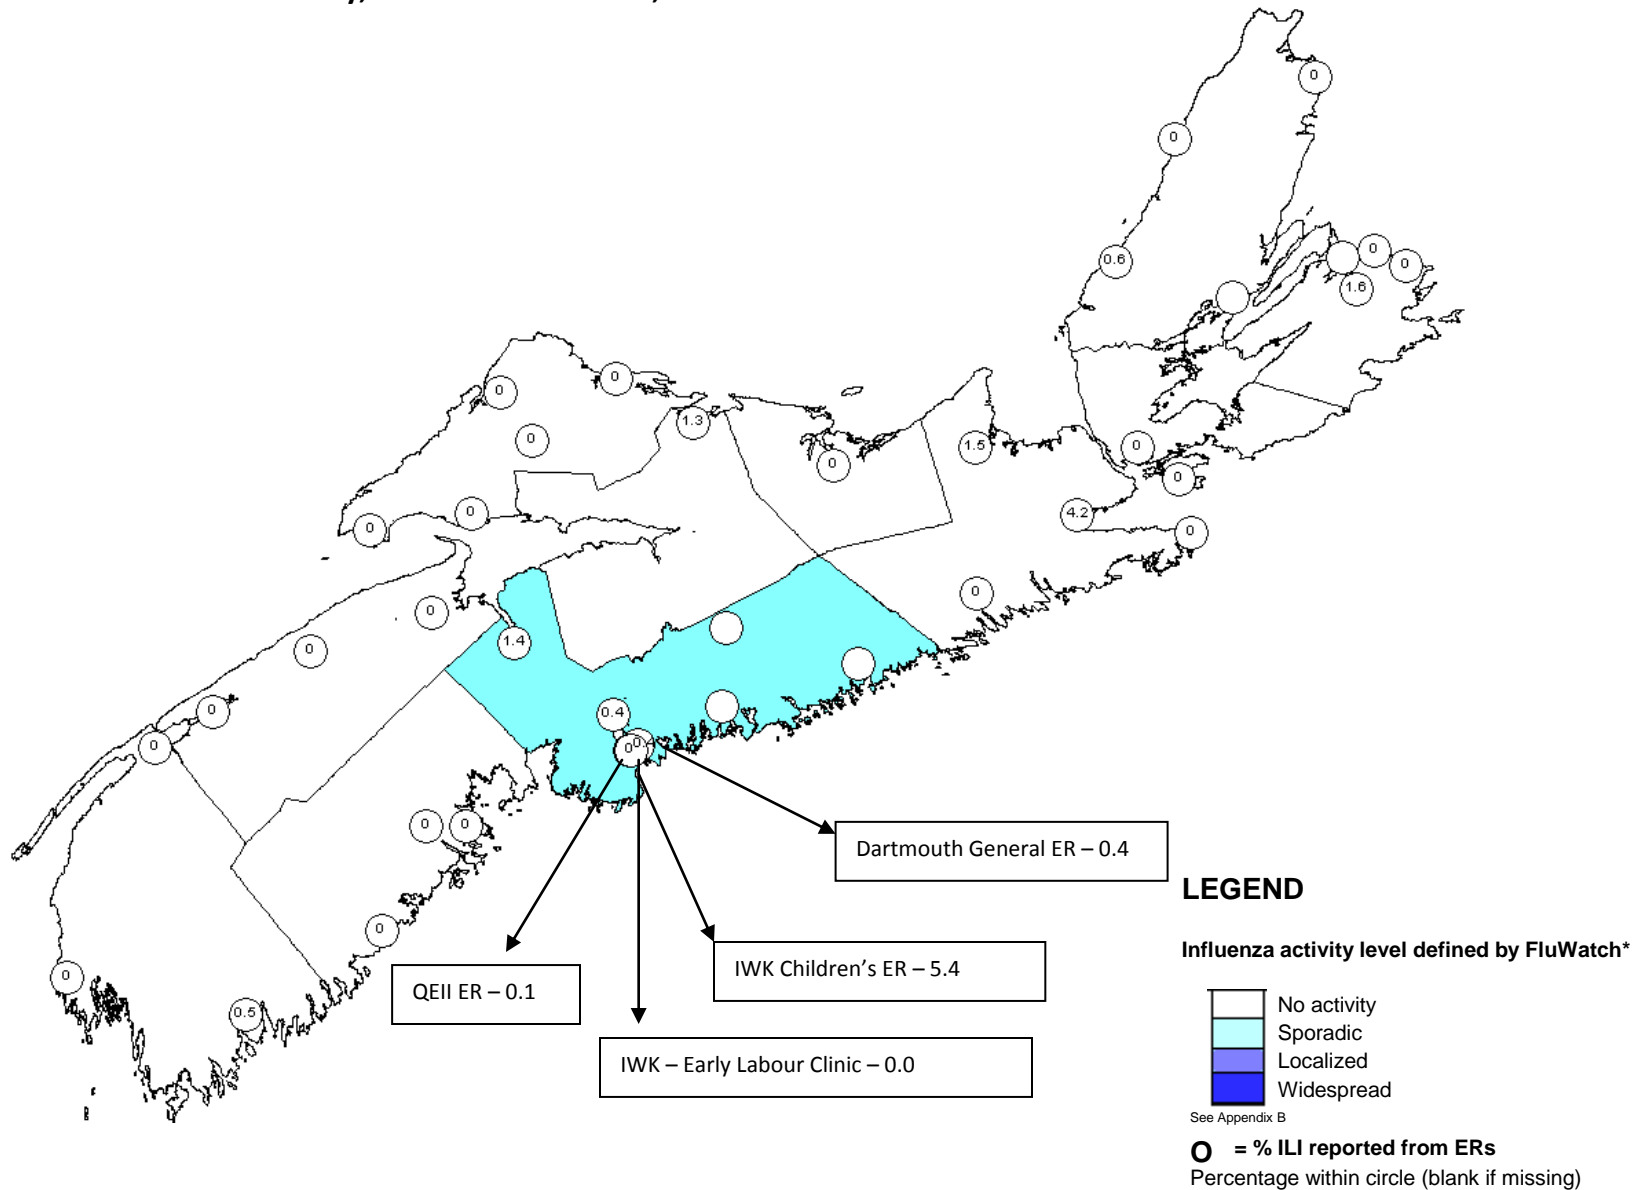 0
0
0.6
0
0
1.6
0
0
1.3
0
1.5
0
0
0
0
4.2
0
0
0
0
1.4
0
0
0
0.4
0
0.4
0
0
0
0
0.5
Dartmouth General ER – 0.4
IWK Children's ER – 5.4
QEII ER – 0.1
IWK – Early Labour Clinic – 0.0
LEGEND
Influenza activity level defined by FluWatch*
No activity
Sporadic
Localized
Widespread
See Appendix B
O = % ILI reported from ERs
Percentage within circle (blank if missing)